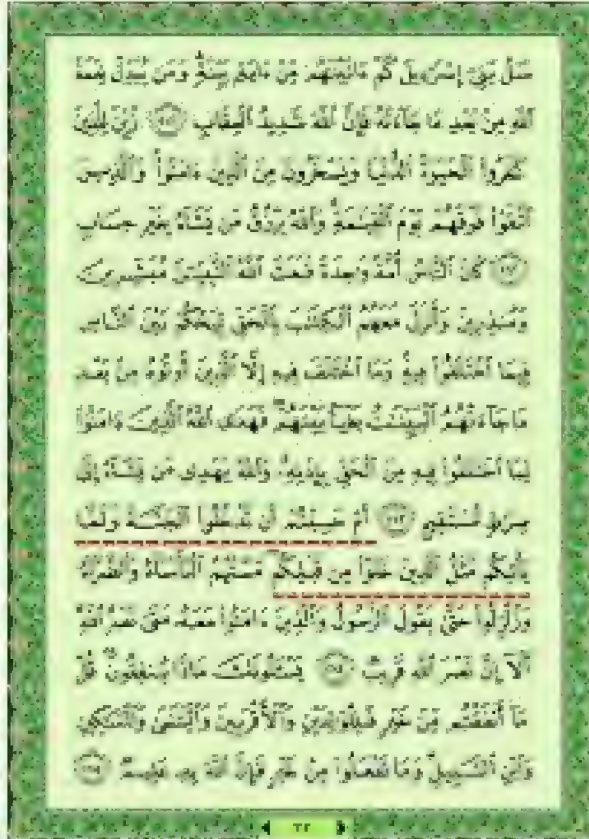 سَلْ بَنِىٓ إِسْرَٰٓءِيلَ كَمْ ءَاتَيْنَٰهُم مِّنْ ءَايَةٍۭ بَيِّنَةٍ ۗ وَمَن يُبَدِّلْ نِعْمَةَ
ٱللَّهِ مِنۢ بَعْدِ مَا جَآءَتْهُ فَإِنَّ ٱللَّهَ شَدِيدُ ٱلْعِقَابِ ﴿٢١١﴾ زُيِّنَ لِلَّذِينَ
كَفَرُوا۟ ٱلْحَيَوٰةُ ٱلدُّنْيَا وَيَسْخَرُونَ مِنَ ٱلَّذِينَ ءَامَنُوا۟ ۘ وَٱلَّذِينَ
ٱتَّقَوْا۟ فَوْقَهُمْ يَوْمَ ٱلْقِيَٰمَةِ ۗ وَٱللَّهُ يَرْزُقُ مَن يَشَآءُ بِغَيْرِ حِسَابٍ
﴿٢١٢﴾ كَانَ ٱلنَّاسُ أُمَّةً وَٰحِدَةً فَبَعَثَ ٱللَّهُ ٱلنَّبِيِّـۧنَ مُبَشِّرِينَ
وَمُنذِرِينَ وَأَنزَلَ مَعَهُمُ ٱلْكِتَٰبَ بِٱلْحَقِّ لِيَحْكُمَ بَيْنَ ٱلنَّاسِ
فِيمَا ٱخْتَلَفُوا۟ فِيهِ ۚ وَمَا ٱخْتَلَفَ فِيهِ إِلَّا ٱلَّذِينَ أُوتُوهُ مِنۢ بَعْدِ
مَا جَآءَتْهُمُ ٱلْبَيِّنَٰتُ بَغْيًۢا بَيْنَهُمْ ۖ فَهَدَى ٱللَّهُ ٱلَّذِينَ ءَامَنُوا۟
لِمَا ٱخْتَلَفُوا۟ فِيهِ مِنَ ٱلْحَقِّ بِإِذْنِهِۦ ۗ وَٱللَّهُ يَهْدِى مَن يَشَآءُ إِلَىٰ
صِرَٰطٍ مُّسْتَقِيمٍ ﴿٢١٣﴾ أَمْ حَسِبْتُمْ أَن تَدْخُلُوا۟ ٱلْجَنَّةَ وَلَمَّا
يَأْتِكُم مَّثَلُ ٱلَّذِينَ خَلَوْا۟ مِن قَبْلِكُم ۖ مَّسَّتْهُمُ ٱلْبَأْسَآءُ وَٱلضَّرَّآءُ
وَزُلْزِلُوا۟ حَتَّىٰ يَقُولَ ٱلرَّسُولُ وَٱلَّذِينَ ءَامَنُوا۟ مَعَهُۥ مَتَىٰ نَصْرُ ٱللَّهِ ۗ
أَلَآ إِنَّ نَصْرَ ٱللَّهِ قَرِيبٌ ﴿٢١٤﴾ يَسْـَٔلُونَكَ مَاذَا يُنفِقُونَ ۖ قُلْ
مَآ أَنفَقْتُم مِّنْ خَيْرٍ فَلِلْوَٰلِدَيْنِ وَٱلْأَقْرَبِينَ وَٱلْيَتَٰمَىٰ وَٱلْمَسَٰكِينِ
وَٱبْنِ ٱلسَّبِيلِ ۗ وَمَا تَفْعَلُوا۟ مِنْ خَيْرٍ فَإِنَّ ٱللَّهَ بِهِۦ عَلِيمٌ ﴿٢١٥﴾
٣٣